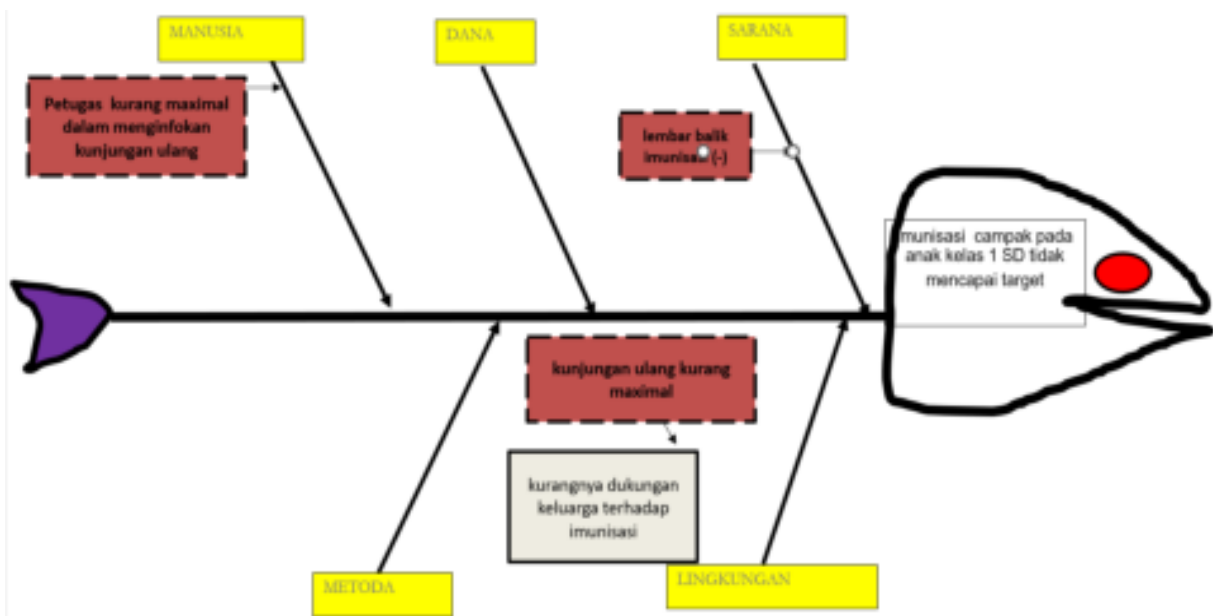 MANUSIA
DANA
SARANA
Petugas kurang maximal
dalam menginfokan
kunjungan ulang
lembar balik
imunisasi (-)
munisasi campak pada
anak kelas 1 SD tidak
mencapai target
kunjungan ulang kurang
maximal
kurangnya dukungan
keluarga terhadap
imunisasi
METODA
LINGKUNGAN